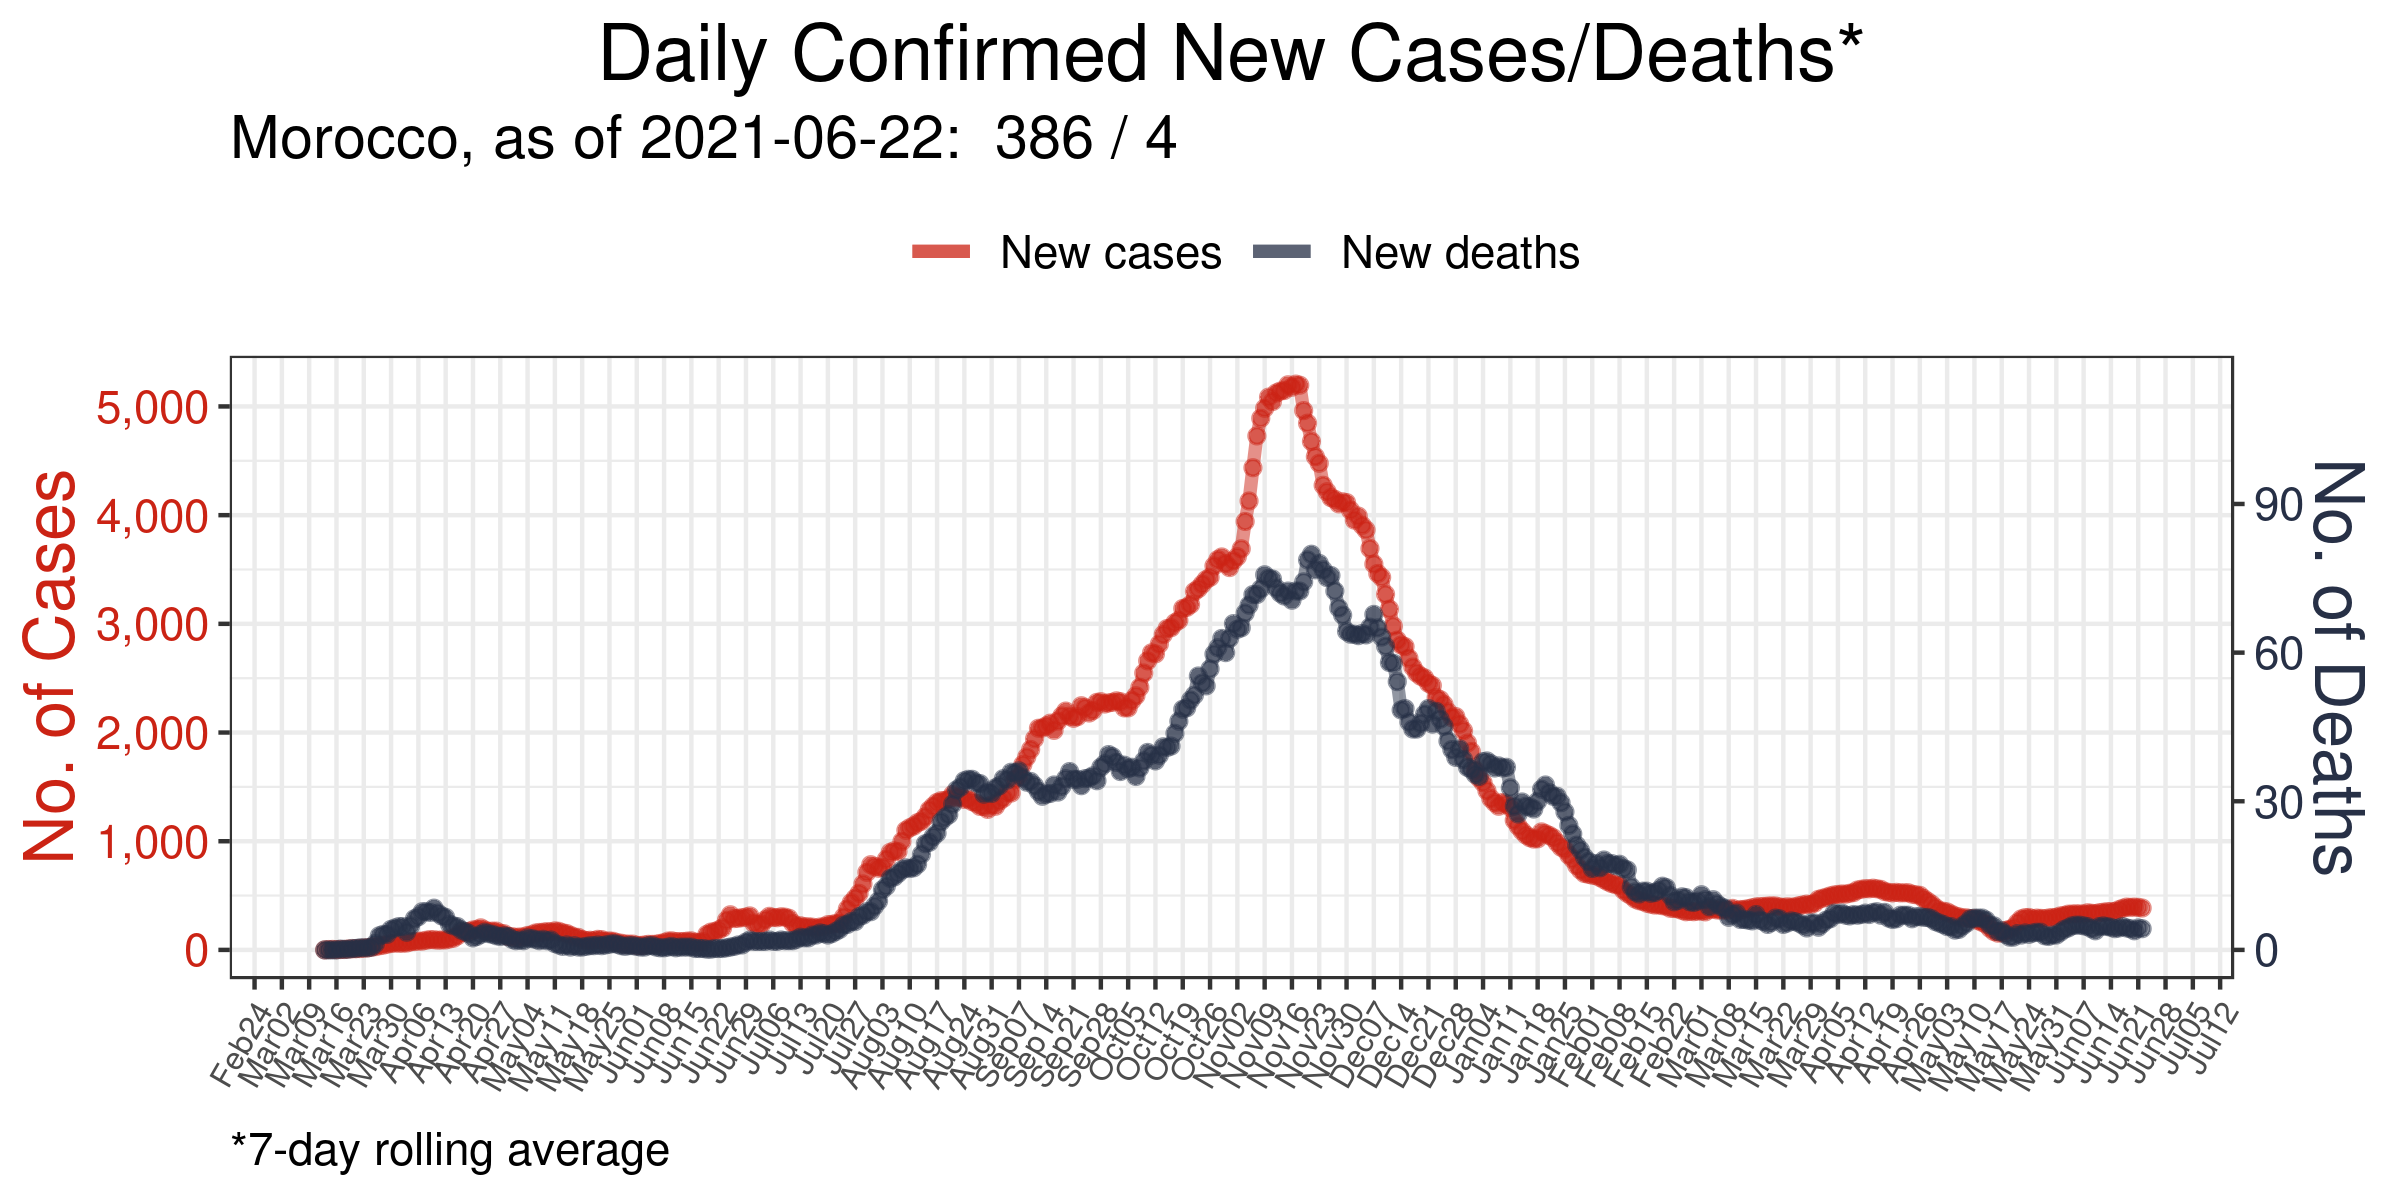 Daily Confirmed New Cases/Deaths*
Morocco, as of 2021-06-22:  386 / 4
New cases New deaths
No. of Cases
5,000
4,000
3,000
2,000
1,000
0
90
60
30
0
No. of Deaths
Feb24 Mar02 Mar09 Mar16 Mar23 Mar30 Apr06 Apr13 Apr20 Apr27 May04 May11 May18 May25 Jun01 Jun08 Jun15 Jun22 Jun29 Jul06 Jul13 Jul20 Jul27 Aug03 Aug10 Aug17 Aug24 Aug31 Sep07 Sep14 Sep21 Sep28 Oct05 Oct12 Oct19 Oct26 Nov02 Nov09 Nov16 Nov23 Nov30 Dec07 Dec14 Dec21 Dec28 Jan04 Jan11 Jan18 Jan25 Feb01 Feb08 Feb15 Feb22 Mar01 Mar08 Mar15 Mar22 Mar29 Apr05 Apr12 Apr19 Apr26 May03 May10 May17 May24 May31 Jun07 Jun14 Jun21 Jun28 Jul05 Jul12
*7-day rolling average